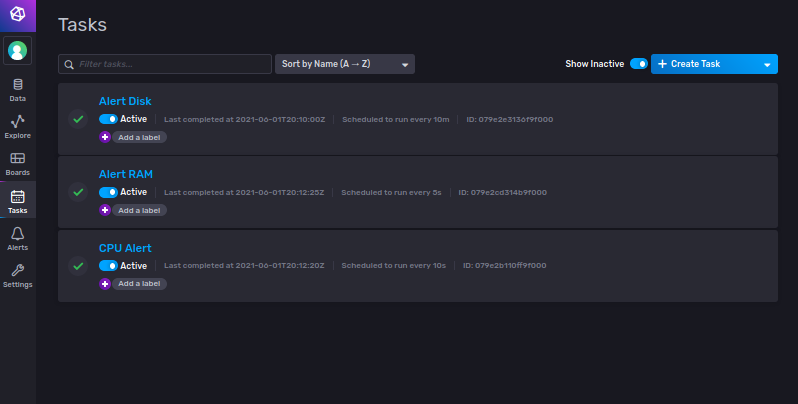 Tasks
Filter tasks...
Sort by Name (A → Z)
Show Inactive
+ Create Task
Data
Explore
Boards
Tasks
Alerts
Settings
Alert Disk
Active Last completed at 2021-06-01T20:10:00Z Scheduled to run every 10m ID: 079e2e3136f9f000
Add a label
Alert RAM
Active Last completed at 2021-06-01T20:12:25Z Scheduled to run every 5s ID: 079e2cd314b9f000
Add a label
CPU Alert
Active Last completed at 2021-06-01T20:12:20Z Scheduled to run every 10s ID: 079e2b110ff9f000
Add a label